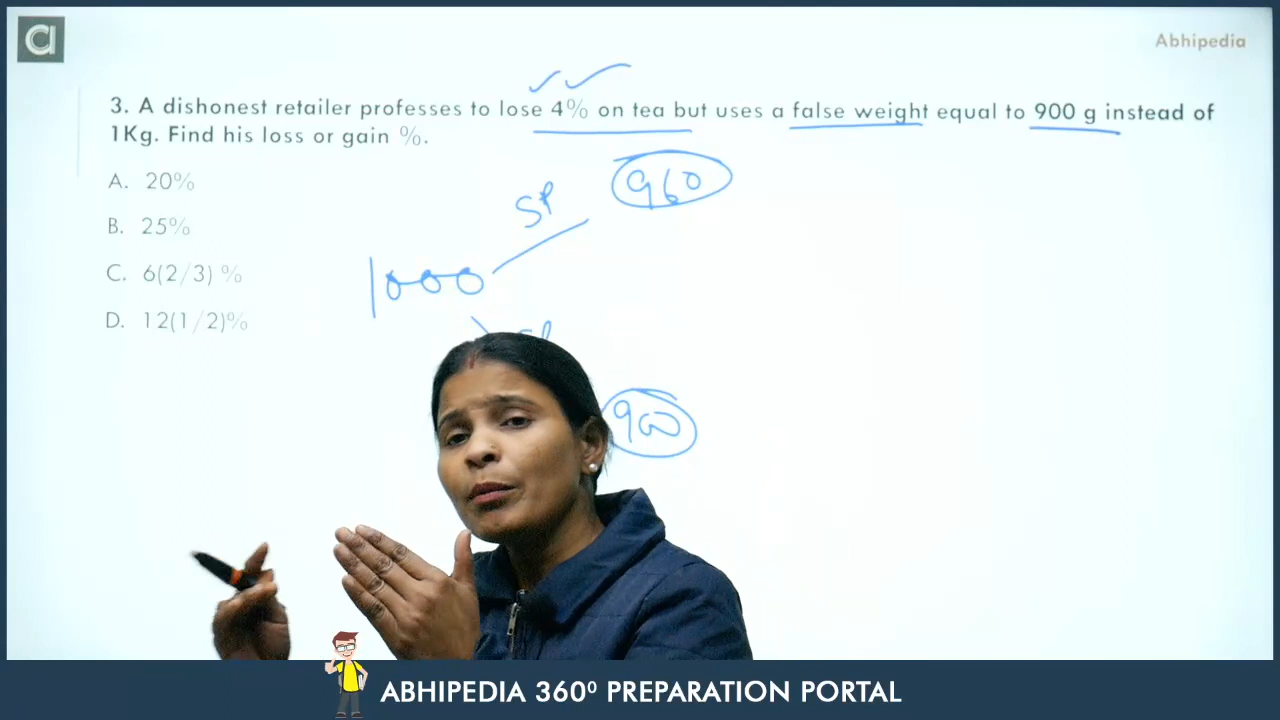 Abhipedia
3. A dishonest retailer professes to lose 4% on tea but uses a false weight equal to 900 g instead of
1Kg. Find his loss or gain %.
A. 20%
B. 25%
C. 6(2/3) %
D. 12(1/2)%
SP
960
1000
900
ABHIPEDIA 360⁰ PREPARATION PORTAL